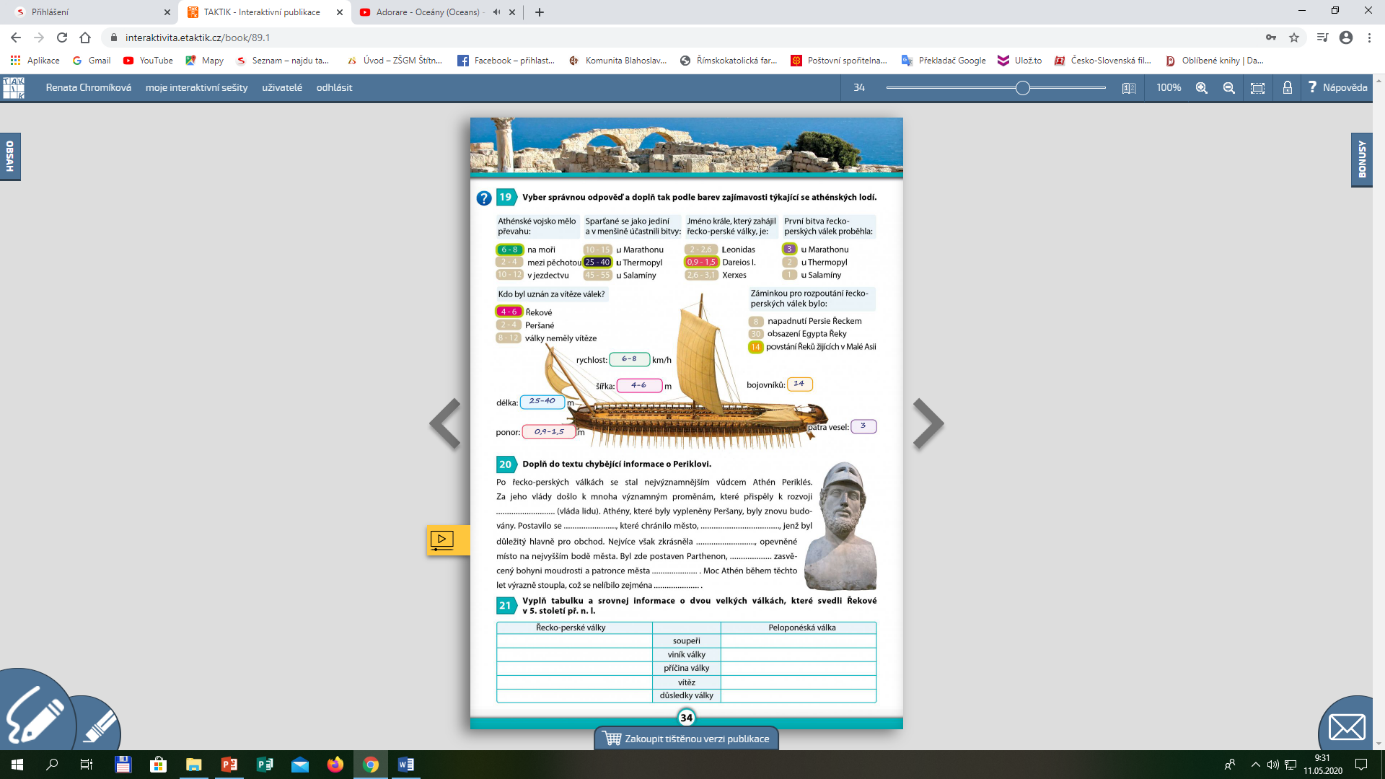 Přihlášení
TAKTIK - Interaktivní publikace
Adorare - Oceány (Oceans) -
interaktivita.etaktik.cz/book/89.1
Aplikace
Gmail
YouTube
Mapy
Seznam – najdu ta...
Úvod – ZŠGM Štítn...
Facebook – přihlast...
Komunita Blahoslav...
Římskokatolická far...
Poštovní spořitelna...
Překladač Google
Ulož.to
Česko-Slovenská fil...
Oblíbené knihy | Da...
Renata Chromíková
moje interaktivní sešity
uživatelé
odhlásit
34
100%
? Nápověda
OBSAH
BONUSY
? 19 Vyber správnou odpověď a doplň tak podle barev zajímavosti týkající se athénských lodí.
Athénské vojsko mělo
převahu:
6 - 8 na moři
2 - 4 mezi pěchotou
10 - 12 v jezdectvu
Sparťané se jako jediní
a v menšině účastnili bitvy:
10 - 15 u Marathonu
25 - 40 u Thermopyl
45 - 55 u Salamíny
Jméno krále, který zahájil
řecko-perské války, je:
2 - 2,6 Leonidas
0,9 - 1,5 Dareios I.
2,6 - 3,1 Xerxes
První bitva řecko-
perských válek proběhla:
3 u Marathonu
2 u Thermopyl
1 u Salamíny
Kdo byl uznán za vítěze válek?
4 - 6 Řekové
2 - 4 Peršané
8 - 12 války neměly vítěze
Záminkou pro rozpoutání řecko-
perských válek bylo:
8 napadnutí Persie Řeckem
30 obsazení Egypta Řeky
14 povstání Řeků žijících v Malé Asii
rychlost: 6-8 km/h
šířka: 4-6 m
bojovníků: 14
délka: 25-40 m
ponor: 0,9-1,5 m
patra vesel: 3
20 Doplň do textu chybějící informace o Periklovi.
Po řecko-perských válkách se stal nejvýznamnějším vůdcem Athén Periklés.
Za jeho vlády došlo k mnoha významným proměnám, které přispěly k rozvoji
.......................... (vláda lidu). Athény, které byly vypleněny Peršany, byly znovu budo-
vány. Postavilo se ........................, které chránilo město, ...................................., jenž byl
důležitý hlavně pro obchod. Nejvíce však zkrásněla .........................., opevněné
místo na nejvyšším bodě města. Byl zde postaven Parthenon, ................... zasvě-
cený bohyni moudrosti a patronce města ..................... . Moc Athén během těchto
let výrazně stoupla, což se nelíbilo zejména ...................... .
21 Vyplň tabulku a srovnej informace o dvou velkých válkách, které svedli Řekové
v 5. století př. n. l.
Řecko-perské války
Peloponéská válka
soupeři
viník války
příčina války
vítěz
důsledky války
34
Zakoupit tištěnou verzi publikace
9:31
11.05.2020